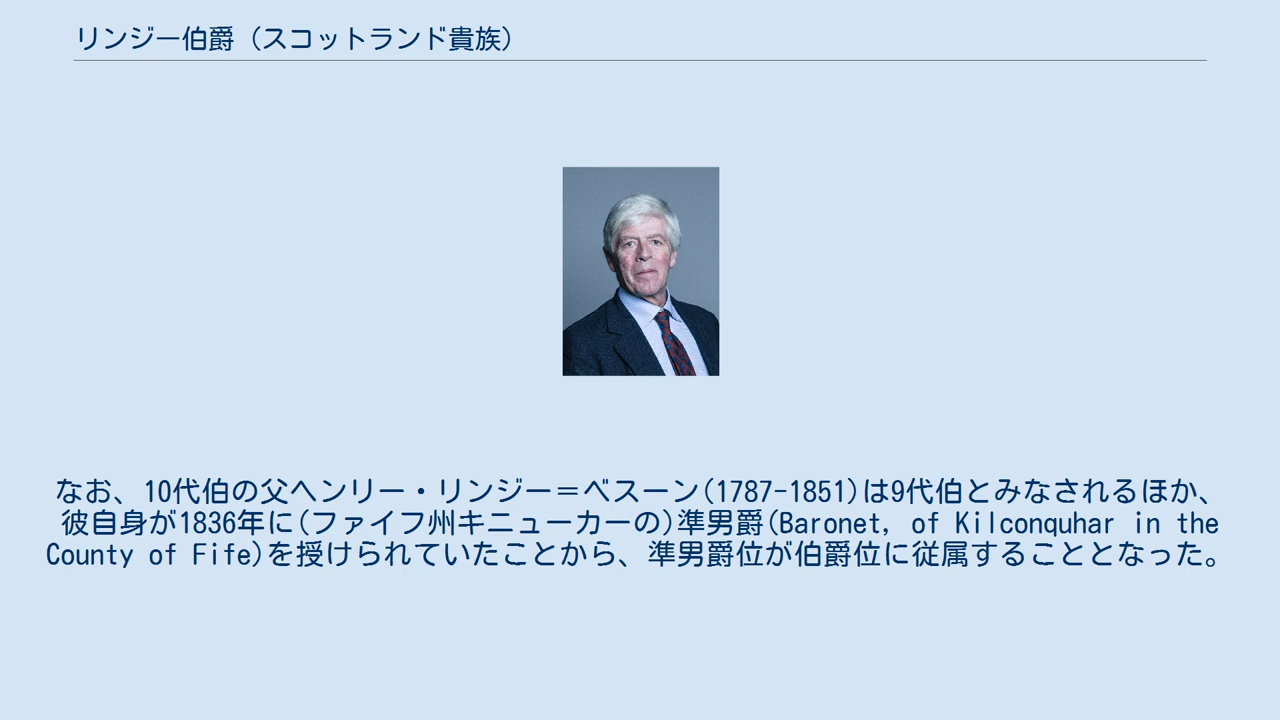 リンジー伯爵（スコットランド貴族）
なお、10代伯の父ヘンリー・リンジー＝ベスーン(1787-1851)は9代伯とみなされるほか、
彼自身が1836年に(ファイフ州キニューカーの)準男爵(Baronet, of Kilconquhar in the
County of Fife)を授けられていたことから、準男爵位が伯爵位に従属することとなった。